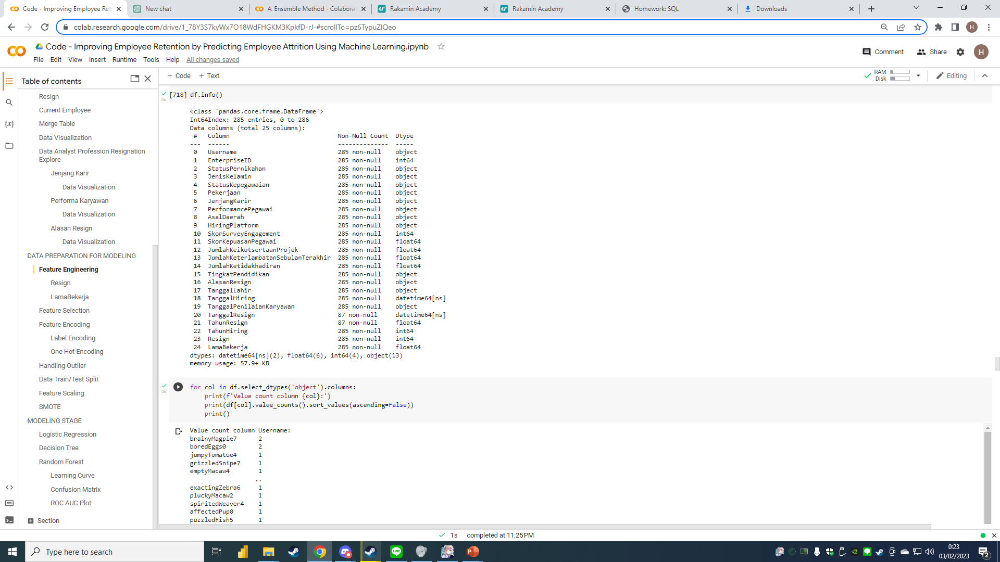 Code - Improving Employee Ret
New chat
4. Ensemble Method - Colaborat
Rakamin Academy
Rakamin Academy
Homework: SQL
Downloads
colab.research.google.com/drive/1_78Y3S7kyWx7O18WdFHGKM3KpkfD-rJ-#scrollTo=pz6TypuZlQeo
H
Code - Improving Employee Retention by Predicting Employee Attrition Using Machine Learning.ipynb
File Edit View Insert Runtime Tools Help All changes saved
Comment Share H
Table of contents
+ Code + Text
RAM
Disk
Editing
Resign
Current Employee
Merge Table
Data Visualization
Data Analyst Profession Resignation
Explore
Jenjang Karir
Data Visualization
Performa Karyawan
Data Visualization
Alasan Resign
Data Visualization
DATA PREPARATION FOR MODELING
Feature Engineering
Resign
LamaBekerja
Feature Selection
Feature Encoding
Label Encoding
One Hot Encoding
Handling Outlier
Data Train/Test Split
Feature Scaling
SMOTE
MODELING STAGE
Logistic Regression
Decision Tree
Random Forest
Learning Curve
Confusion Matrix
ROC AUC Plot
Section
{x}
<>
0s
[718] df.info()
<class 'pandas.core.frame.DataFrame'>
Int64Index: 285 entries, 0 to 286
Data columns (total 25 columns):
# Column Non-Null Count Dtype
--- ------ -------------- -----
0 Username 285 non-null object
1 EnterpriseID 285 non-null int64
2 StatusPernikahan 285 non-null object
3 JenisKelamin 285 non-null object
4 StatusKepegawaian 285 non-null object
5 Pekerjaan 285 non-null object
6 JenjangKarir 285 non-null object
7 PerformancePegawai 285 non-null object
8 AsalDaerah 285 non-null object
9 HiringPlatform 285 non-null object
10 SkorSurveyEngagement 285 non-null int64
11 SkorKepuasanPegawai 285 non-null float64
12 JumlahKeikutsertaanProjek 285 non-null float64
13 JumlahKeterlambatanSebulanTerakhir 285 non-null float64
14 JumlahKetidakhadiran 285 non-null float64
15 TingkatPendidikan 285 non-null object
16 AlasanResign 285 non-null object
17 TanggalLahir 285 non-null object
18 TanggalHiring 285 non-null datetime64[ns]
19 TanggalPenilaianKaryawan 285 non-null object
20 TanggalResign 87 non-null datetime64[ns]
21 TahunResign 87 non-null float64
22 TahunHiring 285 non-null int64
23 Resign 285 non-null int64
24 LamaBekerja 285 non-null float64
dtypes: datetime64[ns](2), float64(6), int64(4), object(13)
memory usage: 57.9+ KB
0s
for col in df.select_dtypes('object').columns:
print(f'Value count column {col}:')
print(df[col].value_counts().sort_values(ascending=False))
print()
Value count column Username:
brainyMagpie7 2
boredEggs0 2
jumpyTomatoe4 1
grizzledSnipe7 1
emptyMacaw4 1
..
exactingZebra6 1
pluckyMacaw2 1
spiritedWeaver4 1
affectedPup0 1
puzzledFish5 1
1s completed at 11:25 PM
Type here to search
0:23
03/02/2023
2